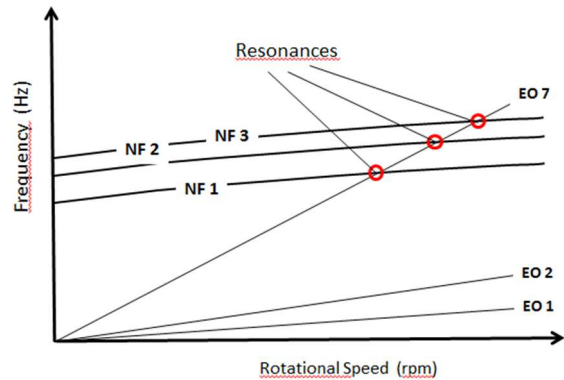 Resonances
EO 7
NF 3
NF 2
NF 1
EO 2
EO 1
Frequency (Hz)
Rotational Speed (rpm)